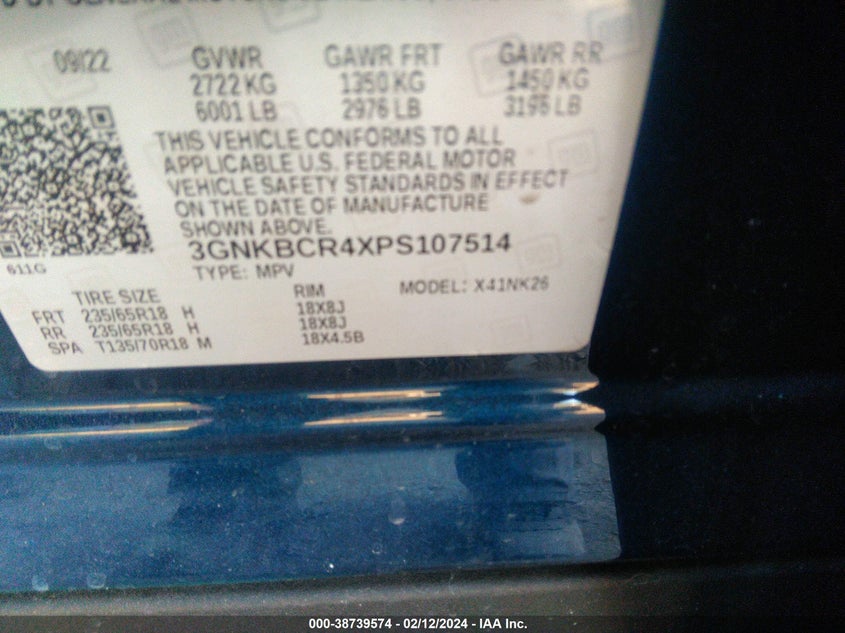 09/22 GVWR GAWR FRT GAWR RR
2722 KG 1350 KG 1450 KG
6001 LB 2976 LB 3196 LB
THIS VEHICLE CONFORMS TO ALL
APPLICABLE U.S. FEDERAL MOTOR
VEHICLE SAFETY STANDARDS IN EFFECT
ON THE DATE OF MANUFACTURE
SHOWN ABOVE.
3GNKBCR4XPS107514
611G TYPE: MPV MODEL: X41NK26
TIRE SIZE RIM
FRT 235/65R18 H 18X8J
RR 235/65R18 H 18X8J
SPA T135/70R18 M 18X4.5B
000-38739574 - 02/12/2024 - IAA Inc.